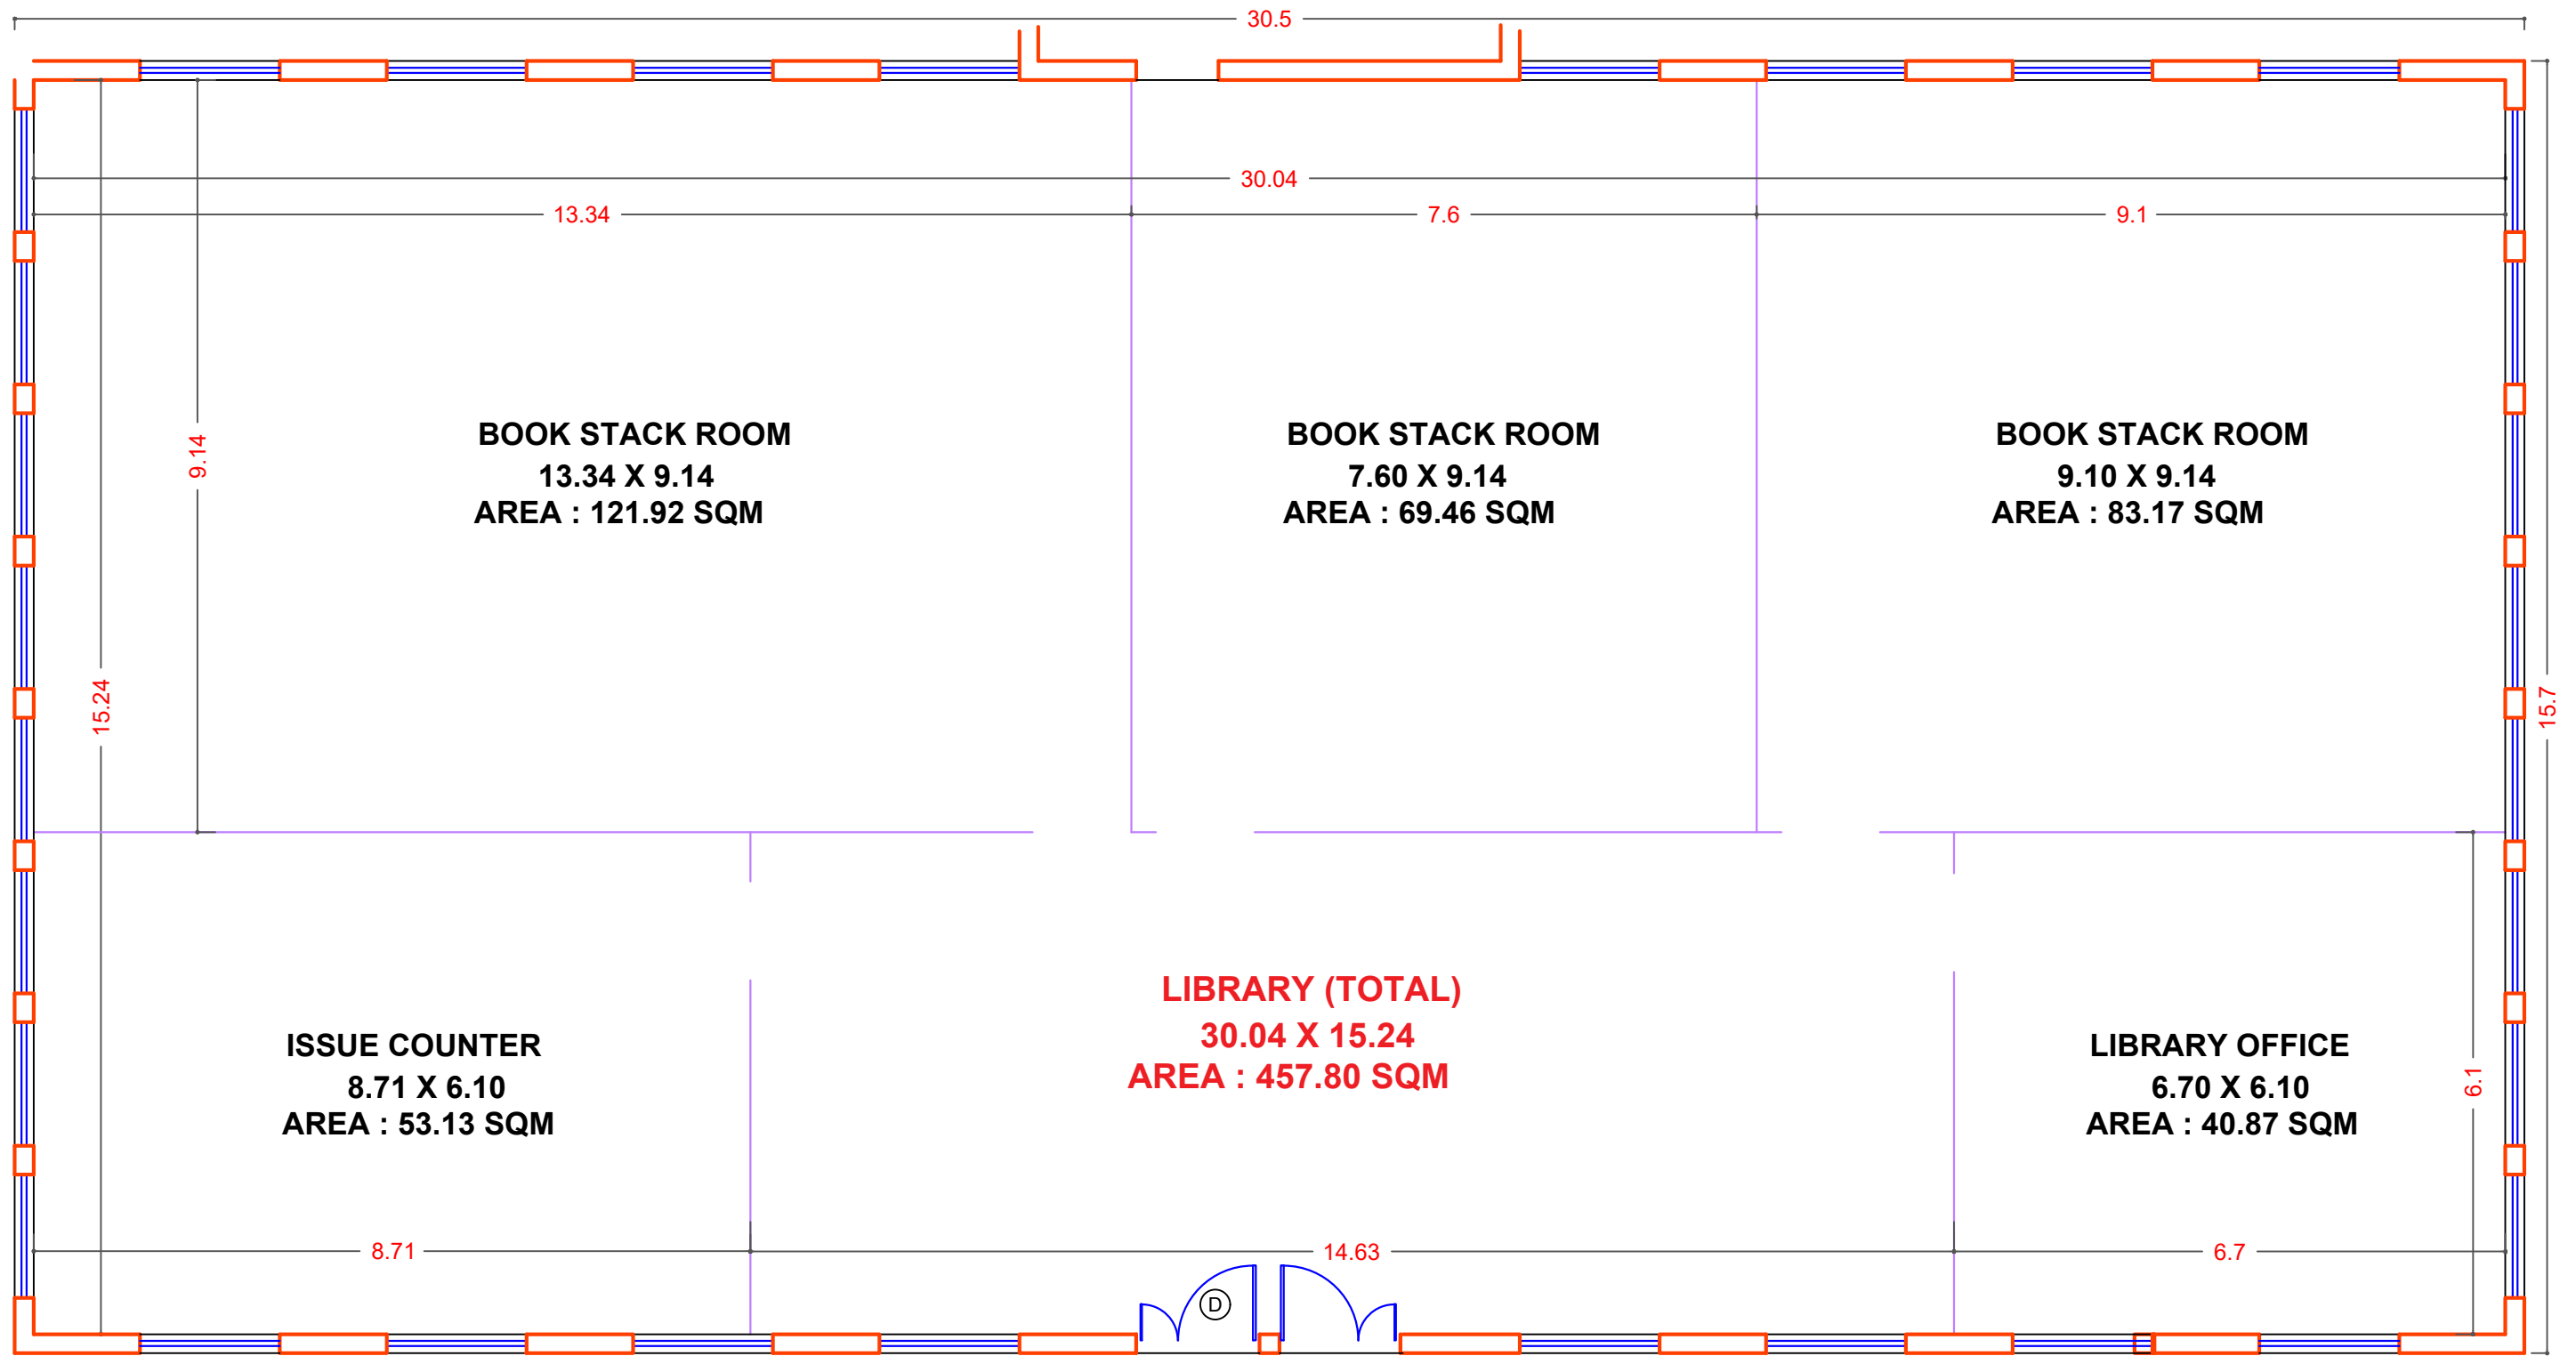 30.5
30.04
13.34
7.6
9.1
9.14
15.24
15.7
BOOK STACK ROOM
13.34 X 9.14
AREA : 121.92 SQM
BOOK STACK ROOM
7.60 X 9.14
AREA : 69.46 SQM
BOOK STACK ROOM
9.10 X 9.14
AREA : 83.17 SQM
ISSUE COUNTER
8.71 X 6.10
AREA : 53.13 SQM
LIBRARY (TOTAL)
30.04 X 15.24
AREA : 457.80 SQM
LIBRARY OFFICE
6.70 X 6.10
AREA : 40.87 SQM
6.1
8.71
14.63
6.7
D